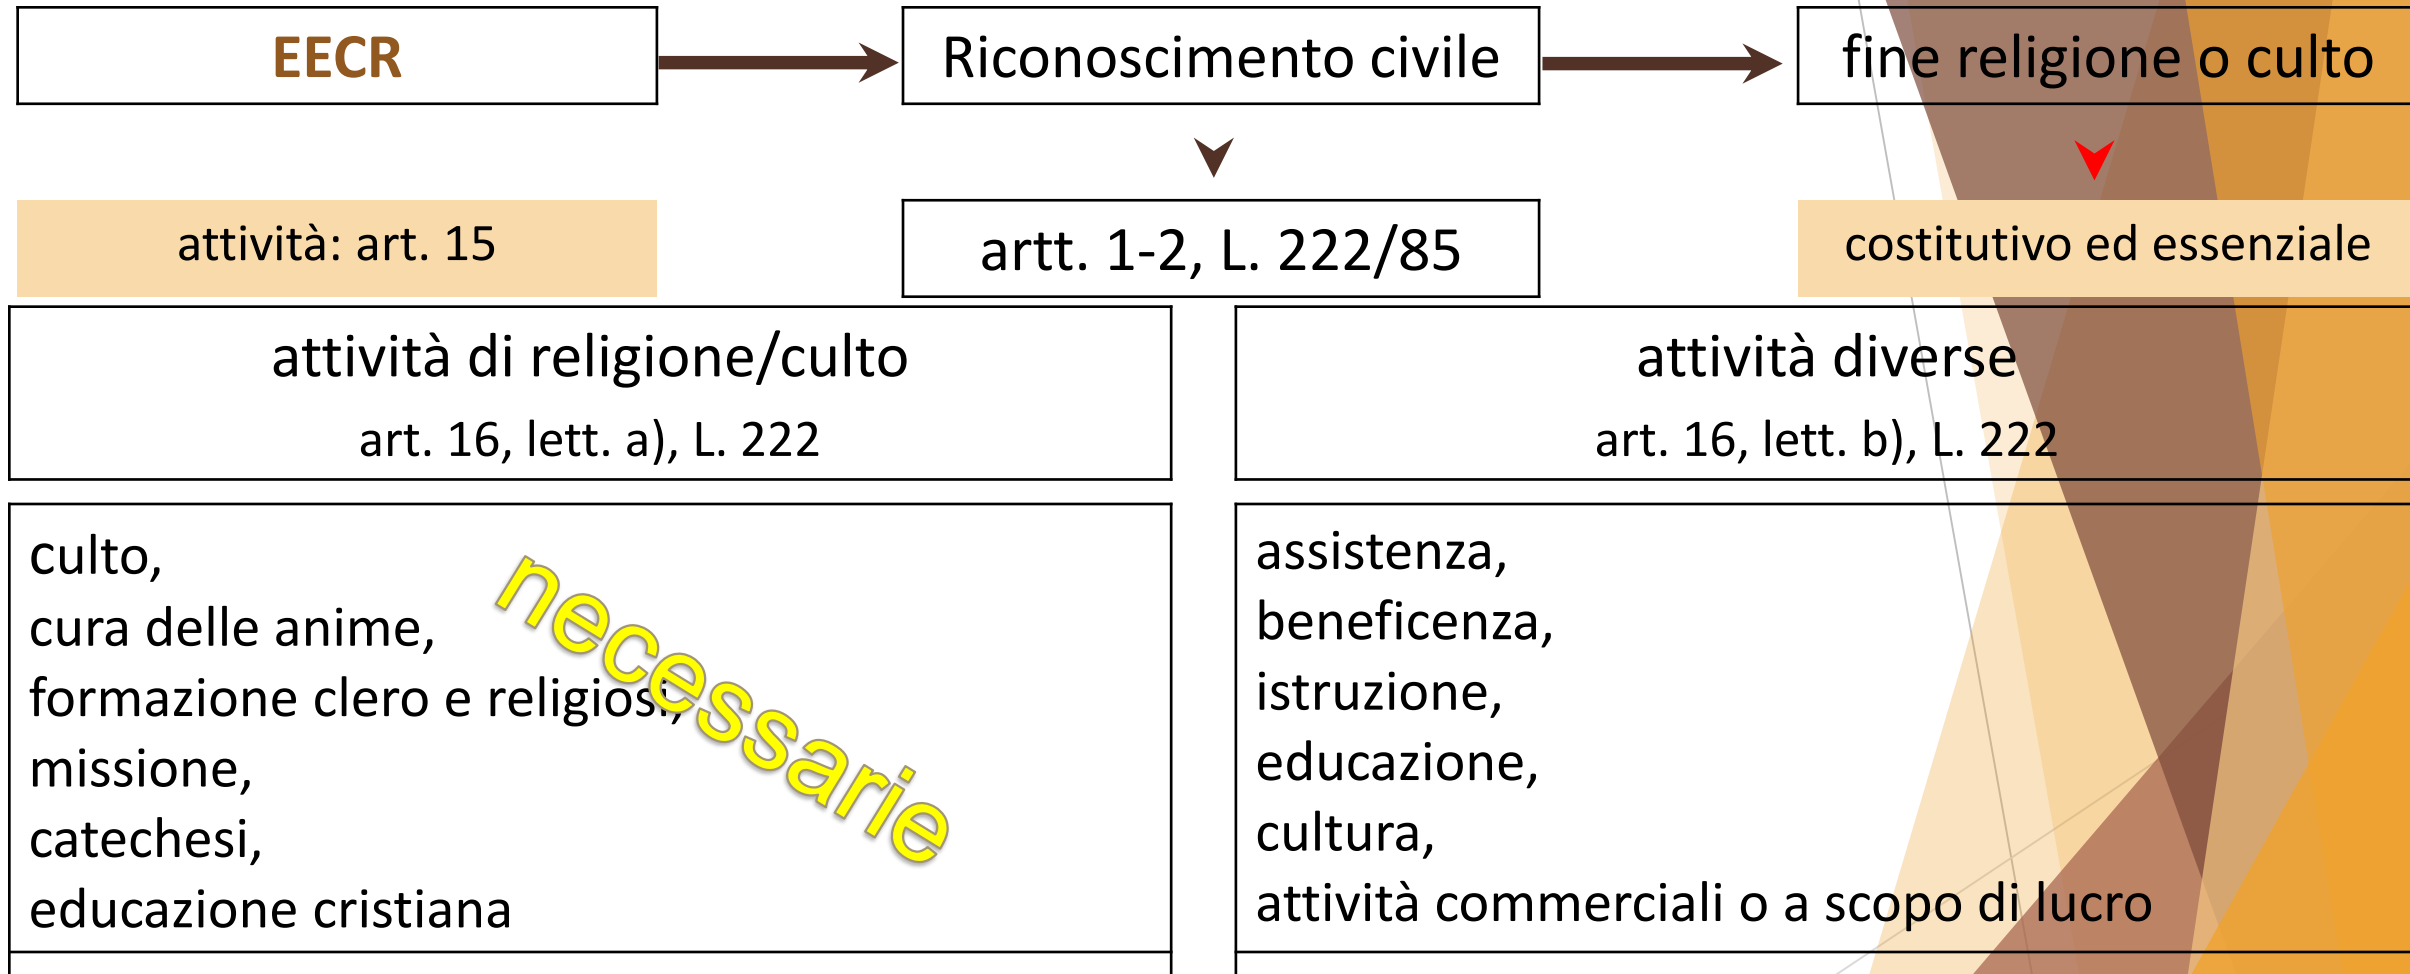 EECR
Riconoscimento civile
fine religione o culto
attività: art. 15
artt. 1-2, L. 222/85
costitutivo ed essenziale
attività di religione/culto
art. 16, lett. a), L. 222
attività diverse
art. 16, lett. b), L. 222
culto,
cura delle anime,
formazione clero e religiosi,
missione,
catechesi,
educazione cristiana
necessarie
assistenza,
beneficenza,
istruzione,
educazione,
cultura,
attività commerciali o a scopo di lucro